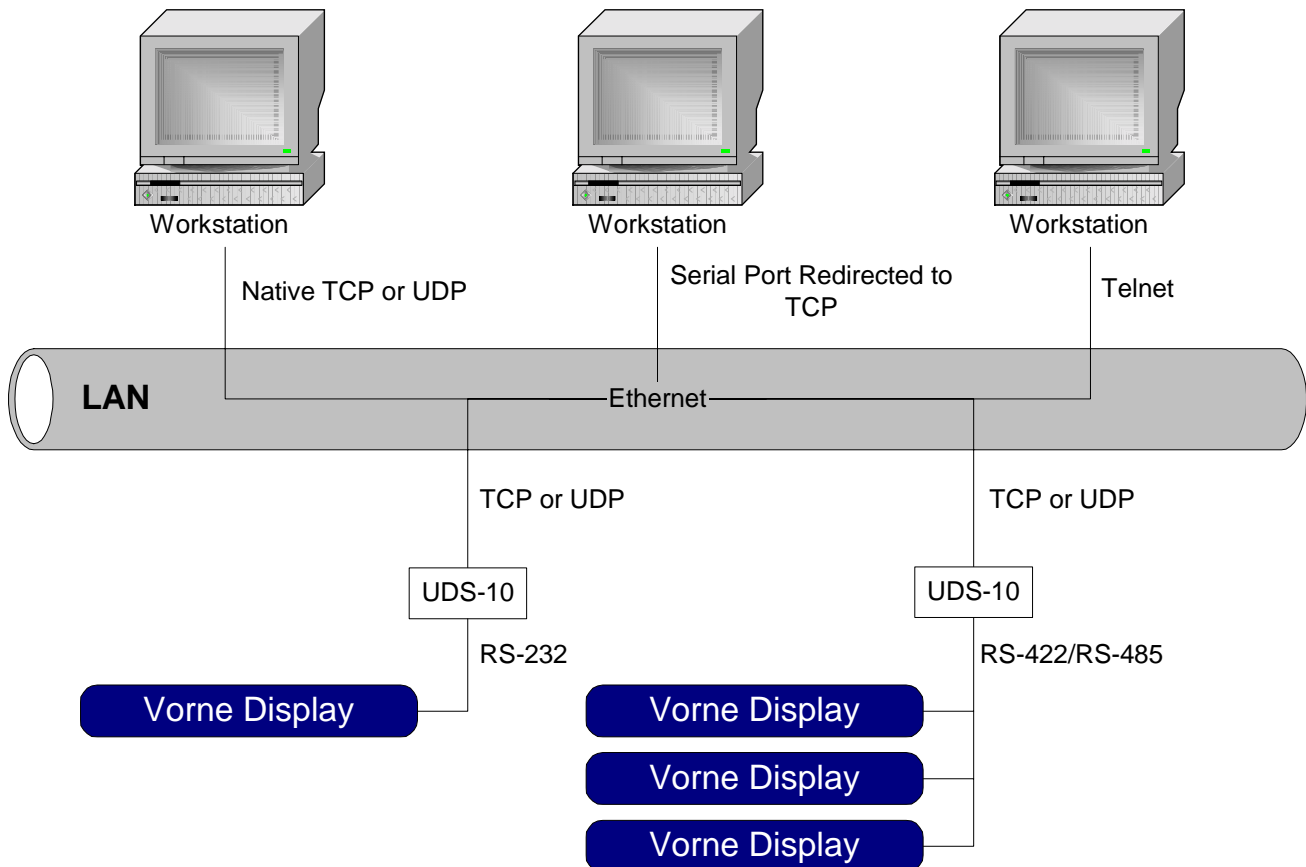 Workstation
Workstation
Workstation
Native TCP or UDP
Serial Port Redirected to
TCP
Telnet
LAN
Ethernet
TCP or UDP
TCP or UDP
UDS-10
UDS-10
RS-232
RS-422/RS-485
Vorne Display
Vorne Display
Vorne Display
Vorne Display